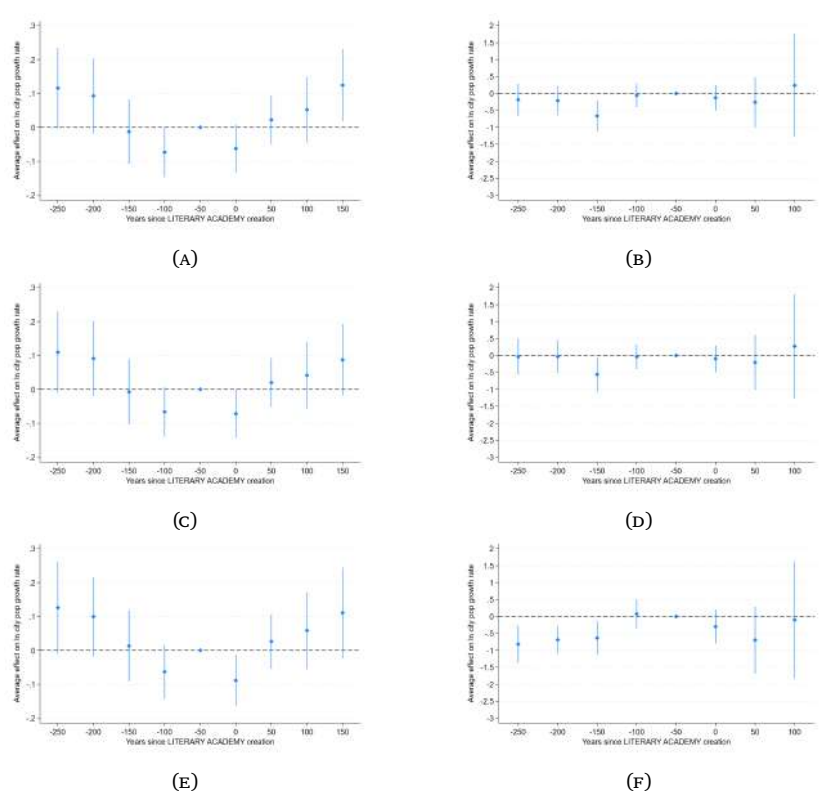 Average effect on ln city pop growth rate
.3
.2
.1
0
-.1
-.2
-250 -200 -150 -100 -50 0 50 100 150
Years since LITERARY ACADEMY creation
(A)
Average effect on ln city pop growth rate
2
1.5
1
.5
0
-.5
-1
-1.5
-2
-2.5
-3
-250 -200 -150 -100 -50 0 50 100
Years since LITERARY ACADEMY creation
(B)
Average effect on ln city pop growth rate
.3
.2
.1
0
-.1
-.2
-250 -200 -150 -100 -50 0 50 100 150
Years since LITERARY ACADEMY creation
(C)
Average effect on ln city pop growth rate
2
1.5
1
.5
0
-.5
-1
-1.5
-2
-2.5
-3
-250 -200 -150 -100 -50 0 50 100
Years since LITERARY ACADEMY creation
(D)
Average effect on ln city pop growth rate
.3
.2
.1
0
-.1
-.2
-250 -200 -150 -100 -50 0 50 100 150
Years since LITERARY ACADEMY creation
(E)
Average effect on ln city pop growth rate
2
1.5
1
.5
0
-.5
-1
-1.5
-2
-2.5
-3
-250 -200 -150 -100 -50 0 50 100
Years since LITERARY ACADEMY creation
(F)